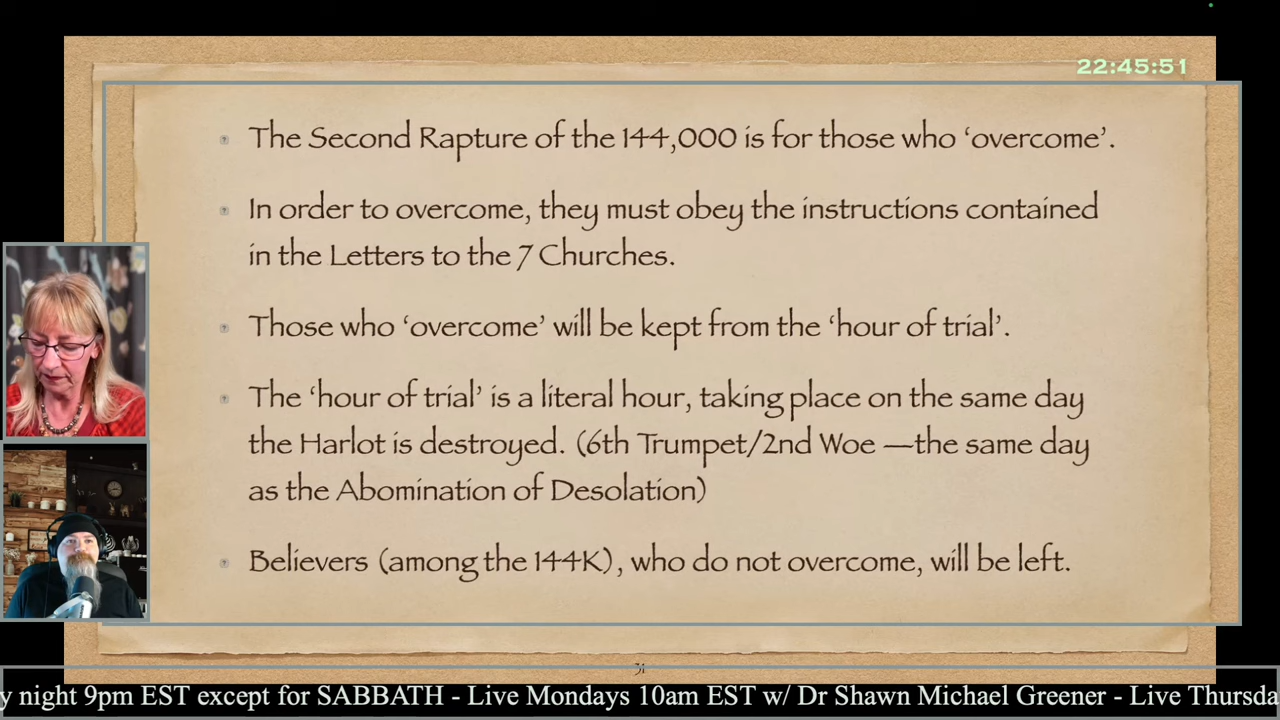 22:45:51
The Second Rapture of the 144,000 is for those who ‘overcome’.
In order to overcome, they must obey the instructions contained
in the Letters to the 7 Churches.
Those who ‘overcome’ will be kept from the ‘hour of trial’.
The ‘hour of trial’ is a literal hour, taking place on the same day
the Harlot is destroyed. (6th Trumpet/2nd Woe —the same day
as the Abomination of Desolation)
Believers (among the 144K), who do not overcome, will be left.
y night 9pm EST except for SABBATH - Live Mondays 10am EST w/ Dr Shawn Michael Greener - Live Thursda